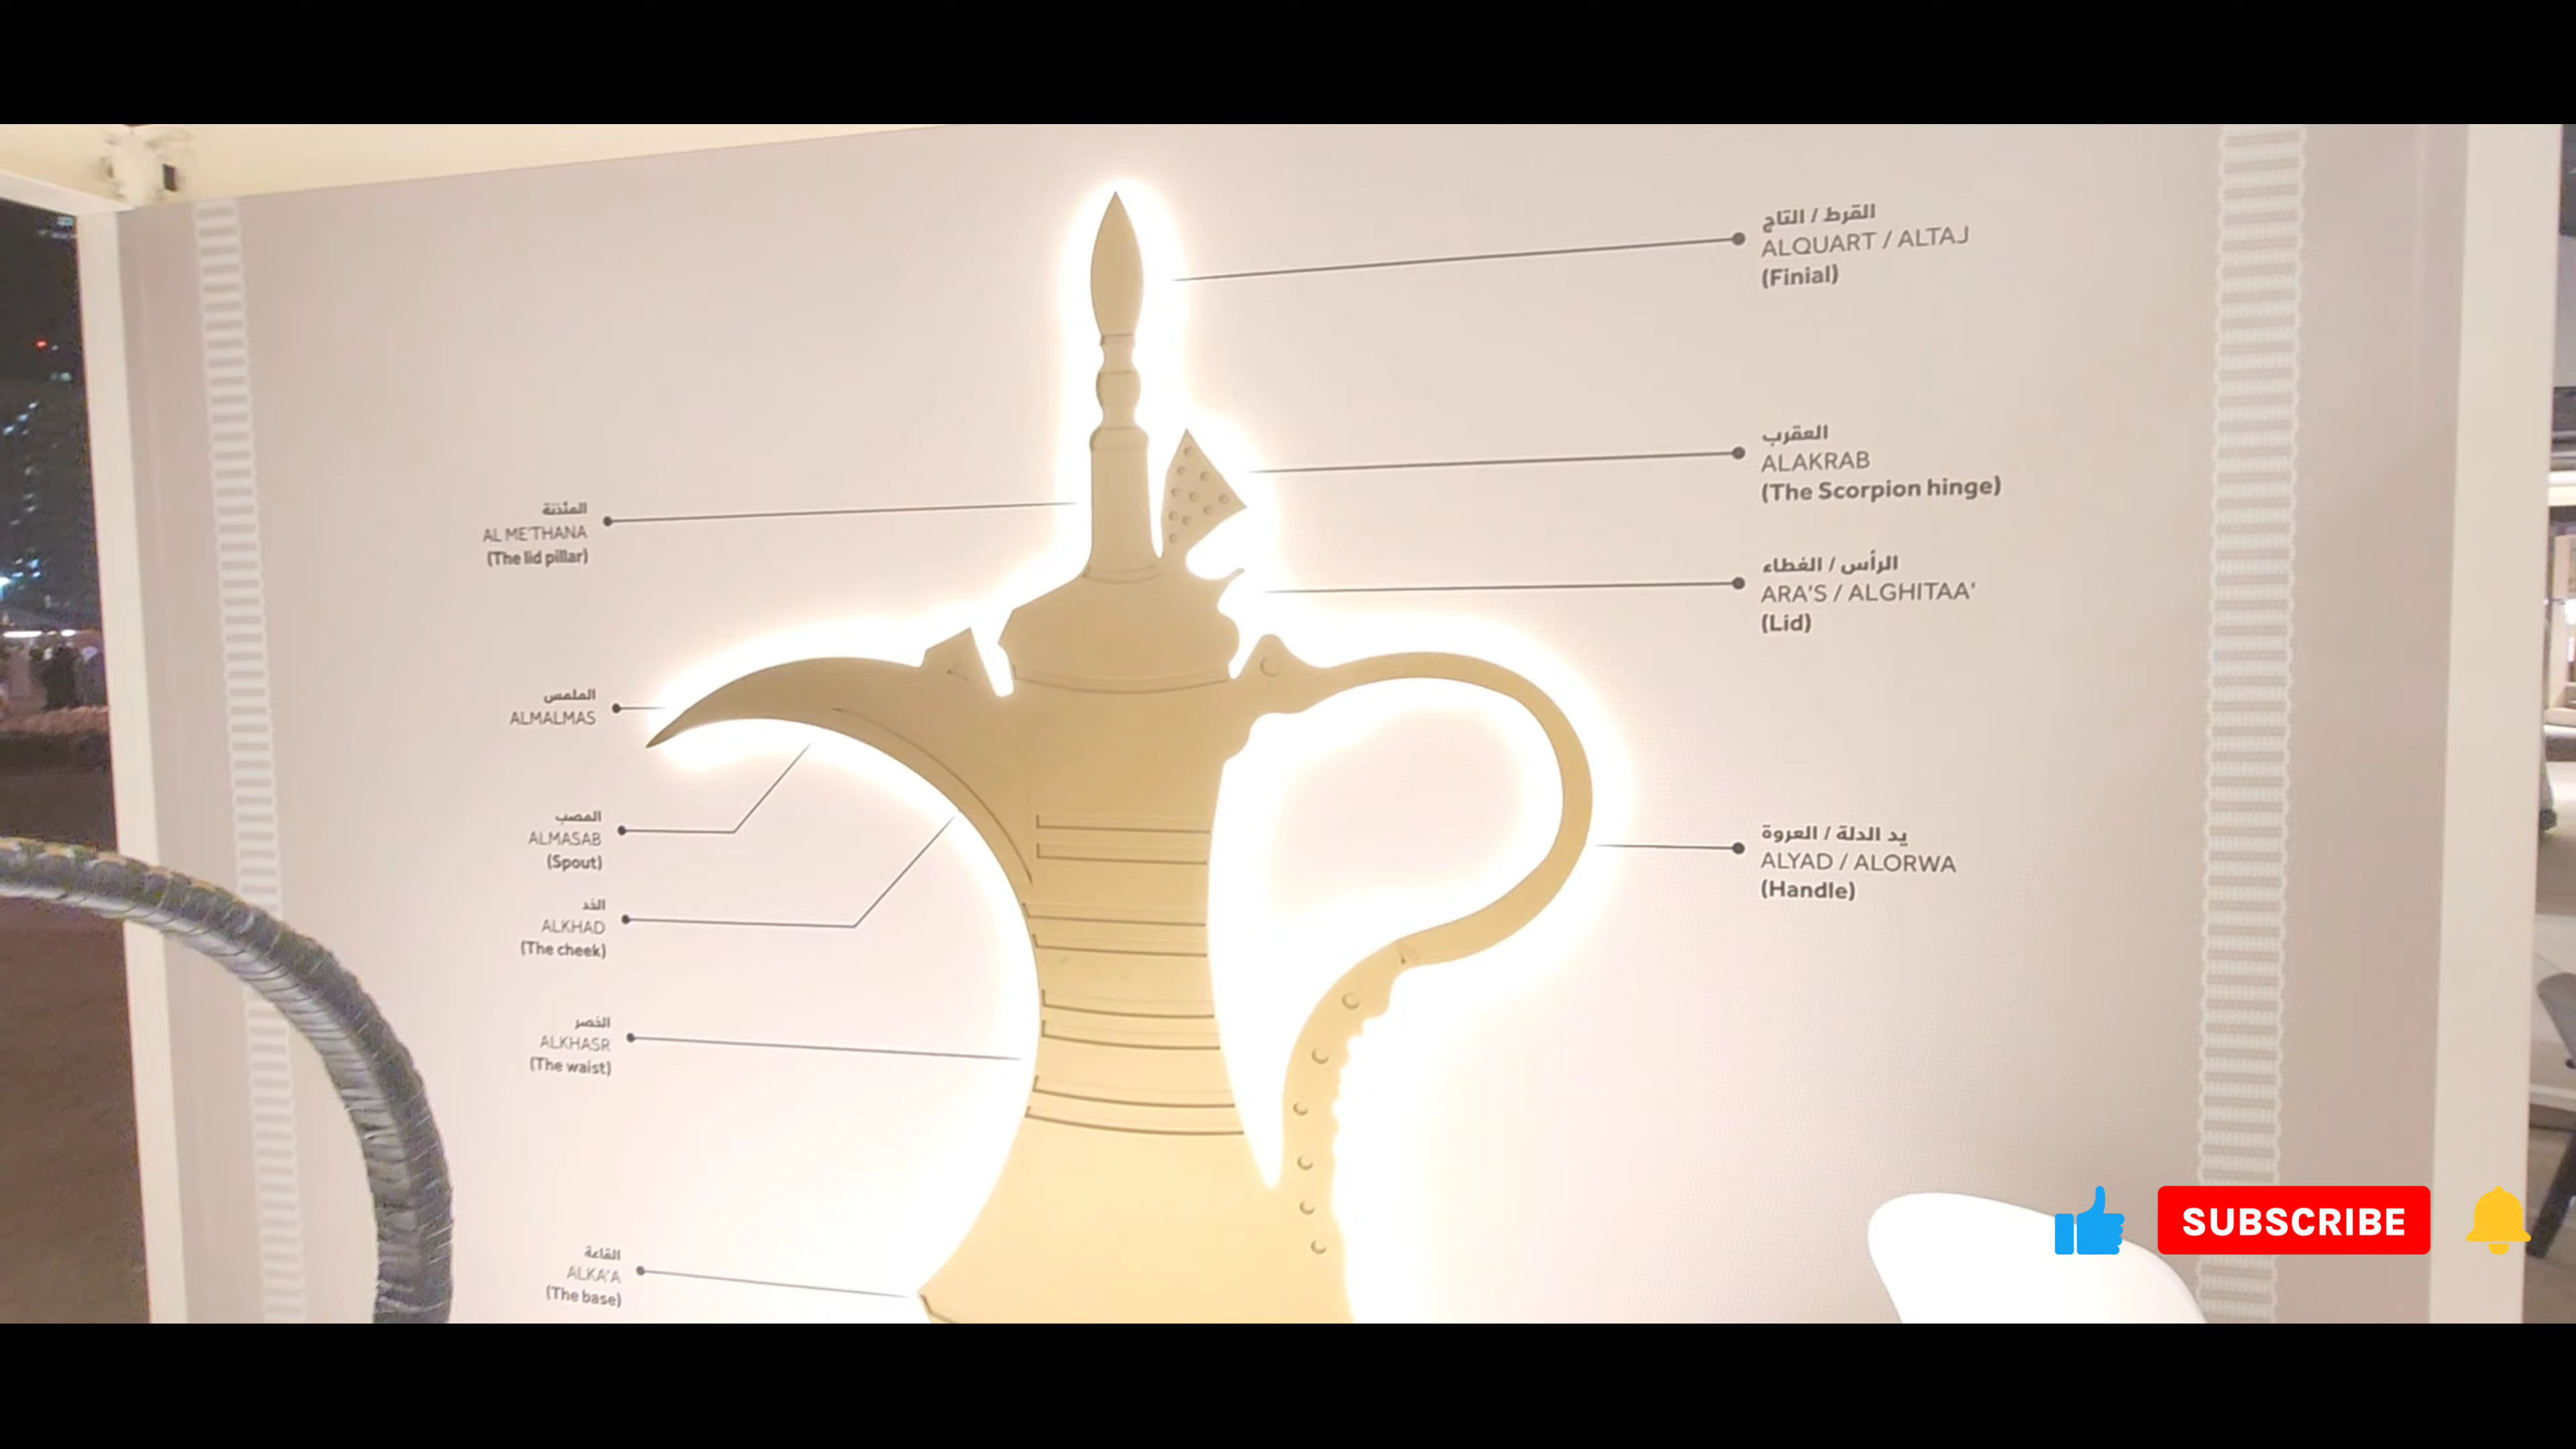 القرط / التاج
ALQUART / ALTAJ
(Finial)
العقرب
ALAKRAB
(The Scorpion hinge)
المئذنة
AL ME'THANA
(The lid pillar)
الرأس / الغطاء
ARA'S / ALGHITAA'
(Lid)
الملمس
ALMALMAS
المصب
ALMASAB
(Spout)
يد الدلة / العروة
ALYAD / ALORWA
(Handle)
الخد
ALKHAD
(The cheek)
الخصر
ALKHASR
(The waist)
القاعة
ALKA'A
(The base)
SUBSCRIBE